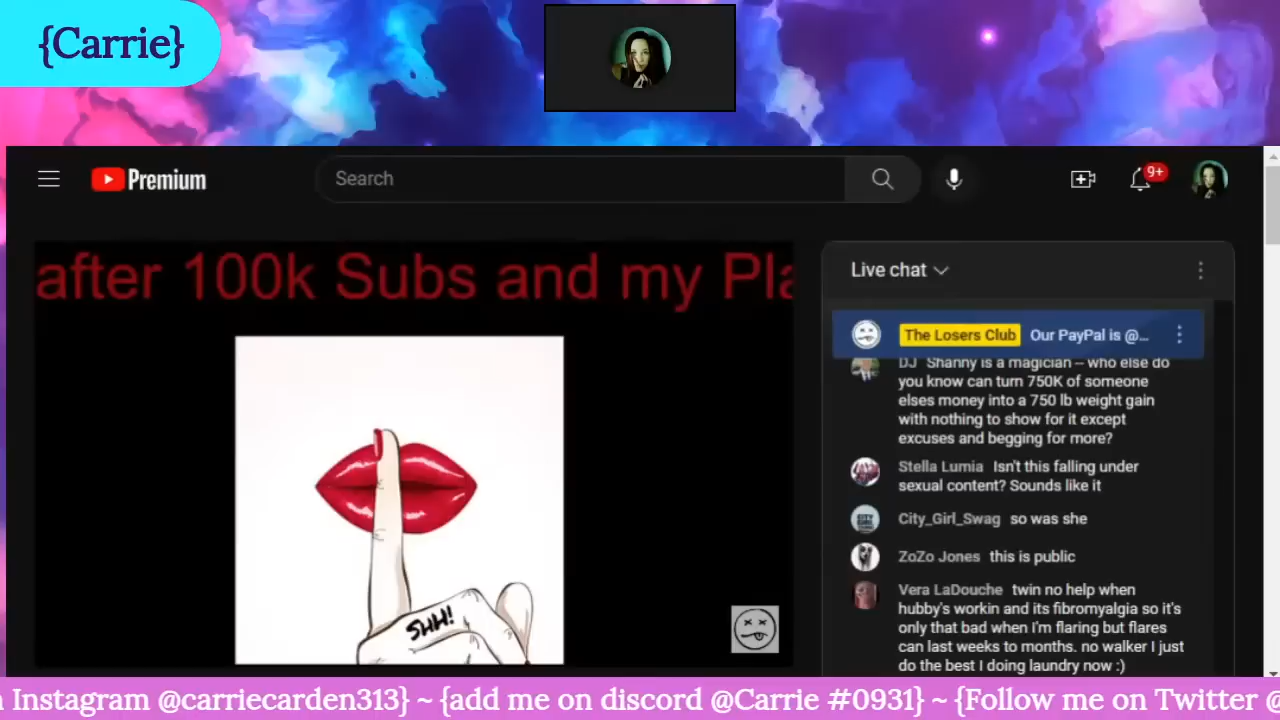 {Carrie}
Premium
Search
9+
after 100k Subs and my Pla
SHH!
Live chat
The Losers Club Our PayPal is @...
DJ Shanny is a magician -- who else do
you know can turn 750K of someone
elses money into a 750 lb weight gain
with nothing to show for it except
excuses and begging for more?
Stella Lumia Isn't this falling under
sexual content? Sounds like it
City_Girl_Swag so was she
ZoZo Jones this is public
Vera LaDouche twin no help when
hubby's workin and its fibromyalgia so it's
only that bad when I'm flaring but flares
can last weeks to months. no walker I just
do the best I doing laundry now :)
n Instagram @carriecarden313} ~ {add me on discord @Carrie #0931} ~ {Follow me on Twitter @